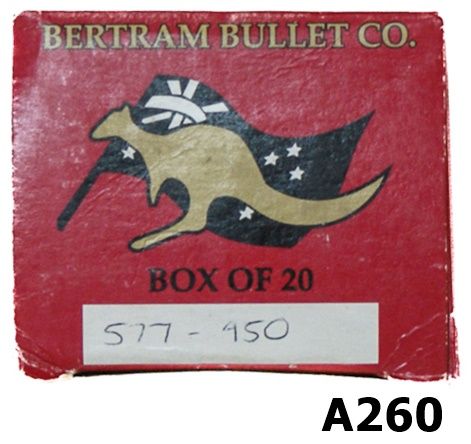 BERTRAM BULLET CO.
BOX OF 20
577 - 450
A260